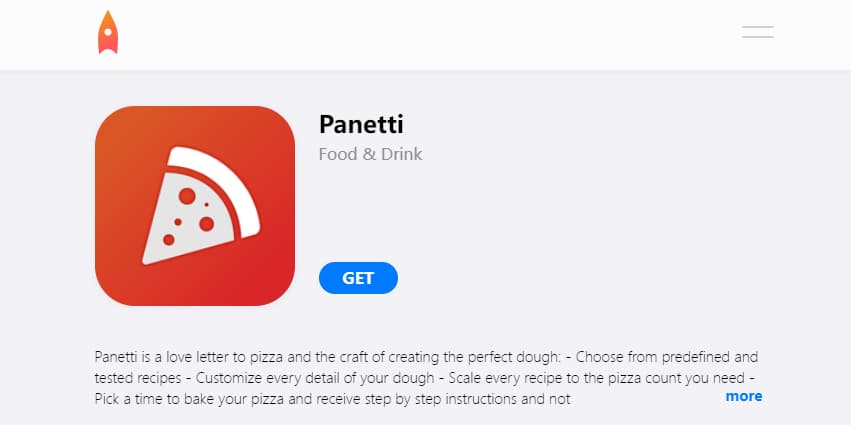 Panetti
Food & Drink
GET
Panetti is a love letter to pizza and the craft of creating the perfect dough: - Choose from predefined and
tested recipes - Customize every detail of your dough - Scale every recipe to the pizza count you need -
Pick a time to bake your pizza and receive step by step instructions and not
more